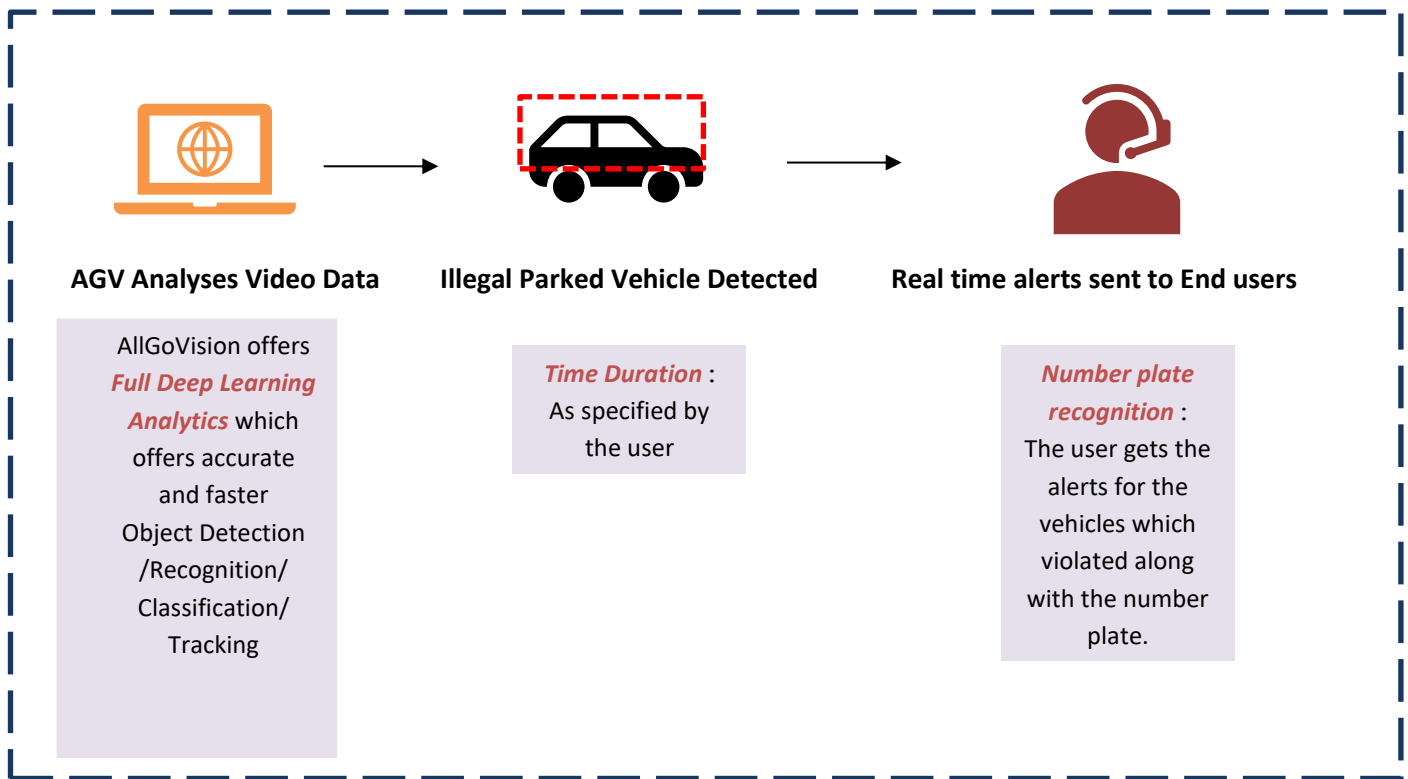 AGV Analyses Video Data
AllGoVision offers
Full Deep Learning
Analytics which
offers accurate
and faster
Object Detection
/Recognition/
Classification/
Tracking
Illegal Parked Vehicle Detected
Time Duration :
As specified by
the user
Real time alerts sent to End users
Number plate
recognition :
The user gets the
alerts for the
vehicles which
violated along
with the number
plate.